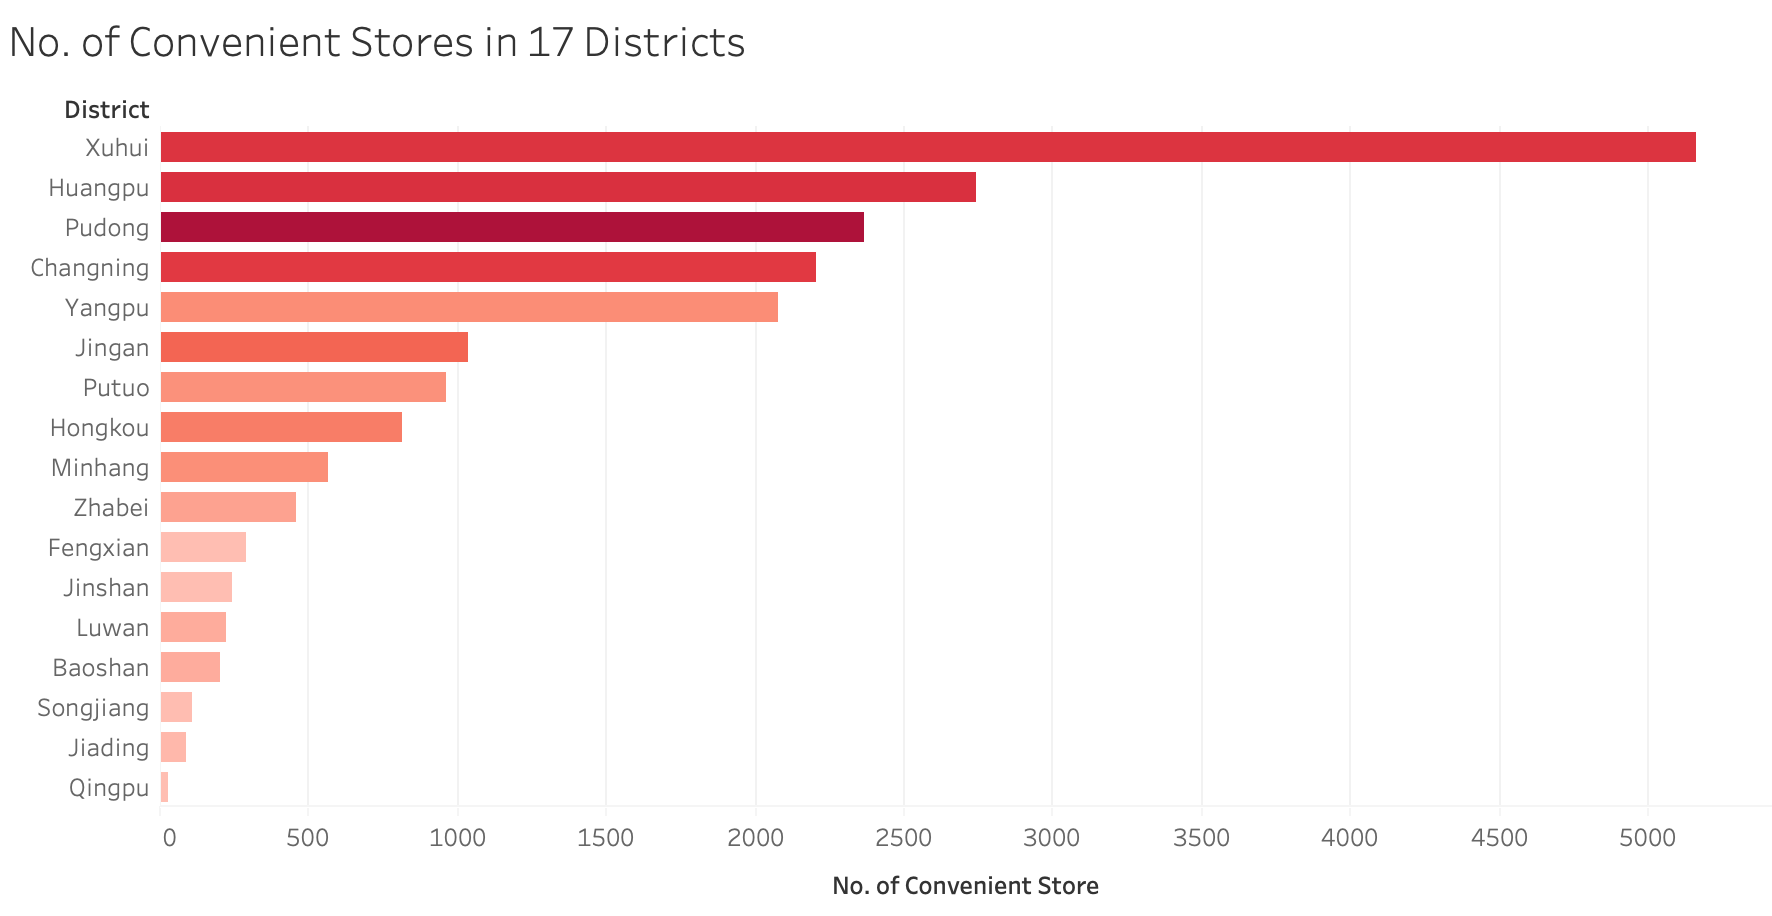 No. of Convenient Stores in 17 Districts
District
Xuhui
Huangpu
Pudong
Changning
Yangpu
Jingan
Putuo
Hongkou
Minhang
Zhabei
Fengxian
Jinshan
Luwan
Baoshan
Songjiang
Jiading
Qingpu
0 500 1000 1500 2000 2500 3000 3500 4000 4500 5000
No. of Convenient Store